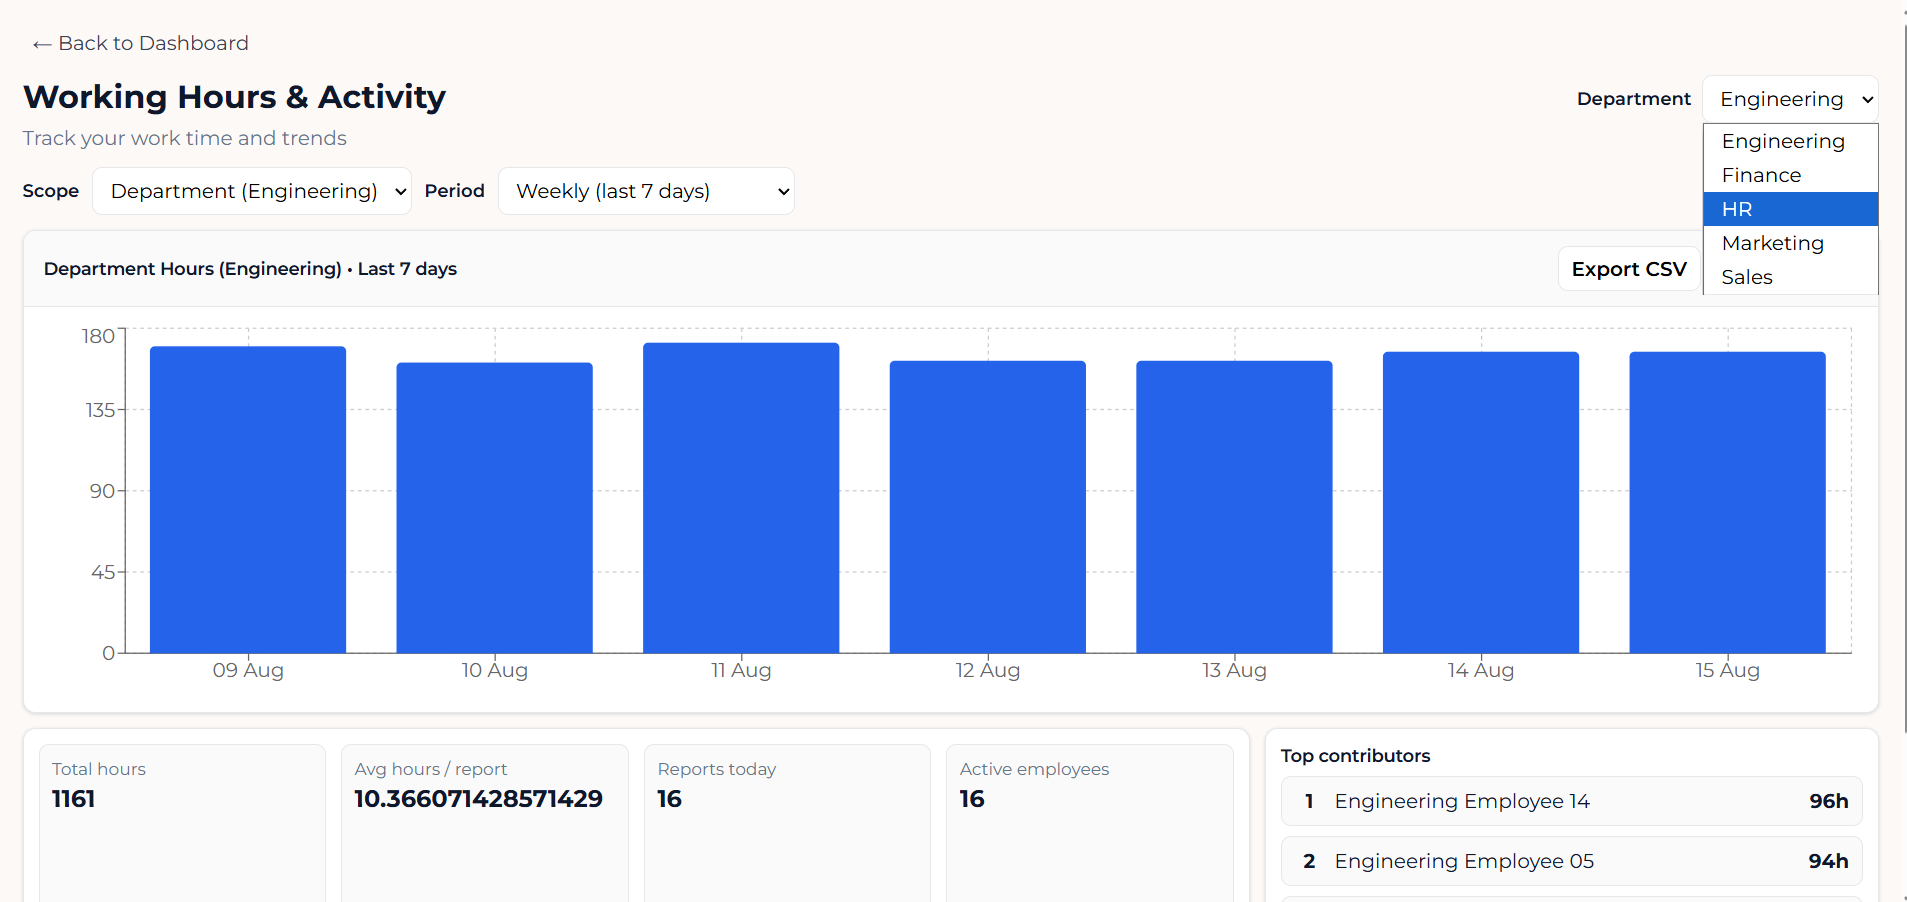 ← Back to Dashboard
Working Hours & Activity
Track your work time and trends
Department Engineering
Engineering
Finance
HR
Marketing
Sales
Scope Department (Engineering) Period Weekly (last 7 days)
Department Hours (Engineering) • Last 7 days
Export CSV
180
135
90
45
0
09 Aug 10 Aug 11 Aug 12 Aug 13 Aug 14 Aug 15 Aug
Total hours
1161
Avg hours / report
10.366071428571429
Reports today
16
Active employees
16
Top contributors
1 Engineering Employee 14 96h
2 Engineering Employee 05 94h